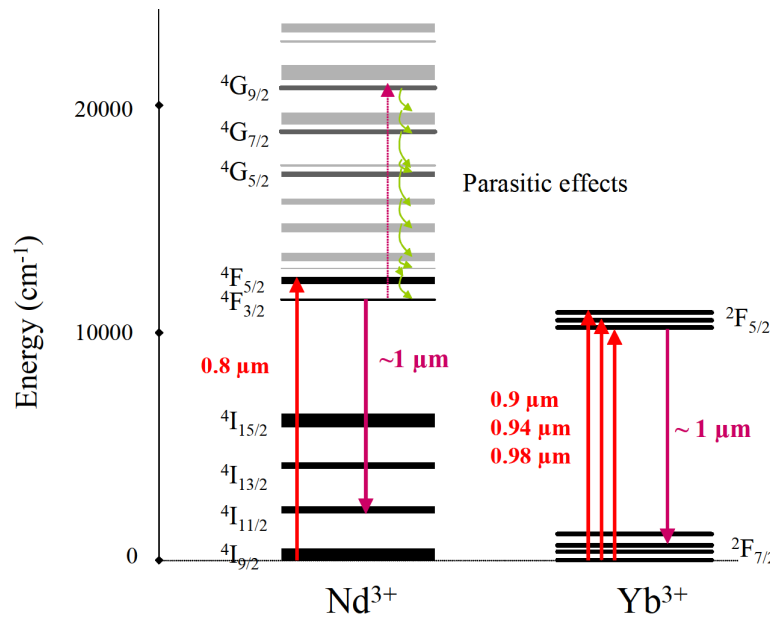 ⁴G₉/₂
20000
⁴G₇/₂
⁴G₅/₂
Parasitic effects
⁴F₅/₂
⁴F₃/₂
²F₅/₂
10000
Energy (cm⁻¹)
0.8 µm
~1 µm
0.9 µm
0.94 µm
0.98 µm
~ 1 µm
⁴I₁₅/₂
⁴I₁₃/₂
⁴I₁₁/₂
0
⁴I₉/₂
²F₇/₂
Nd³⁺
Yb³⁺